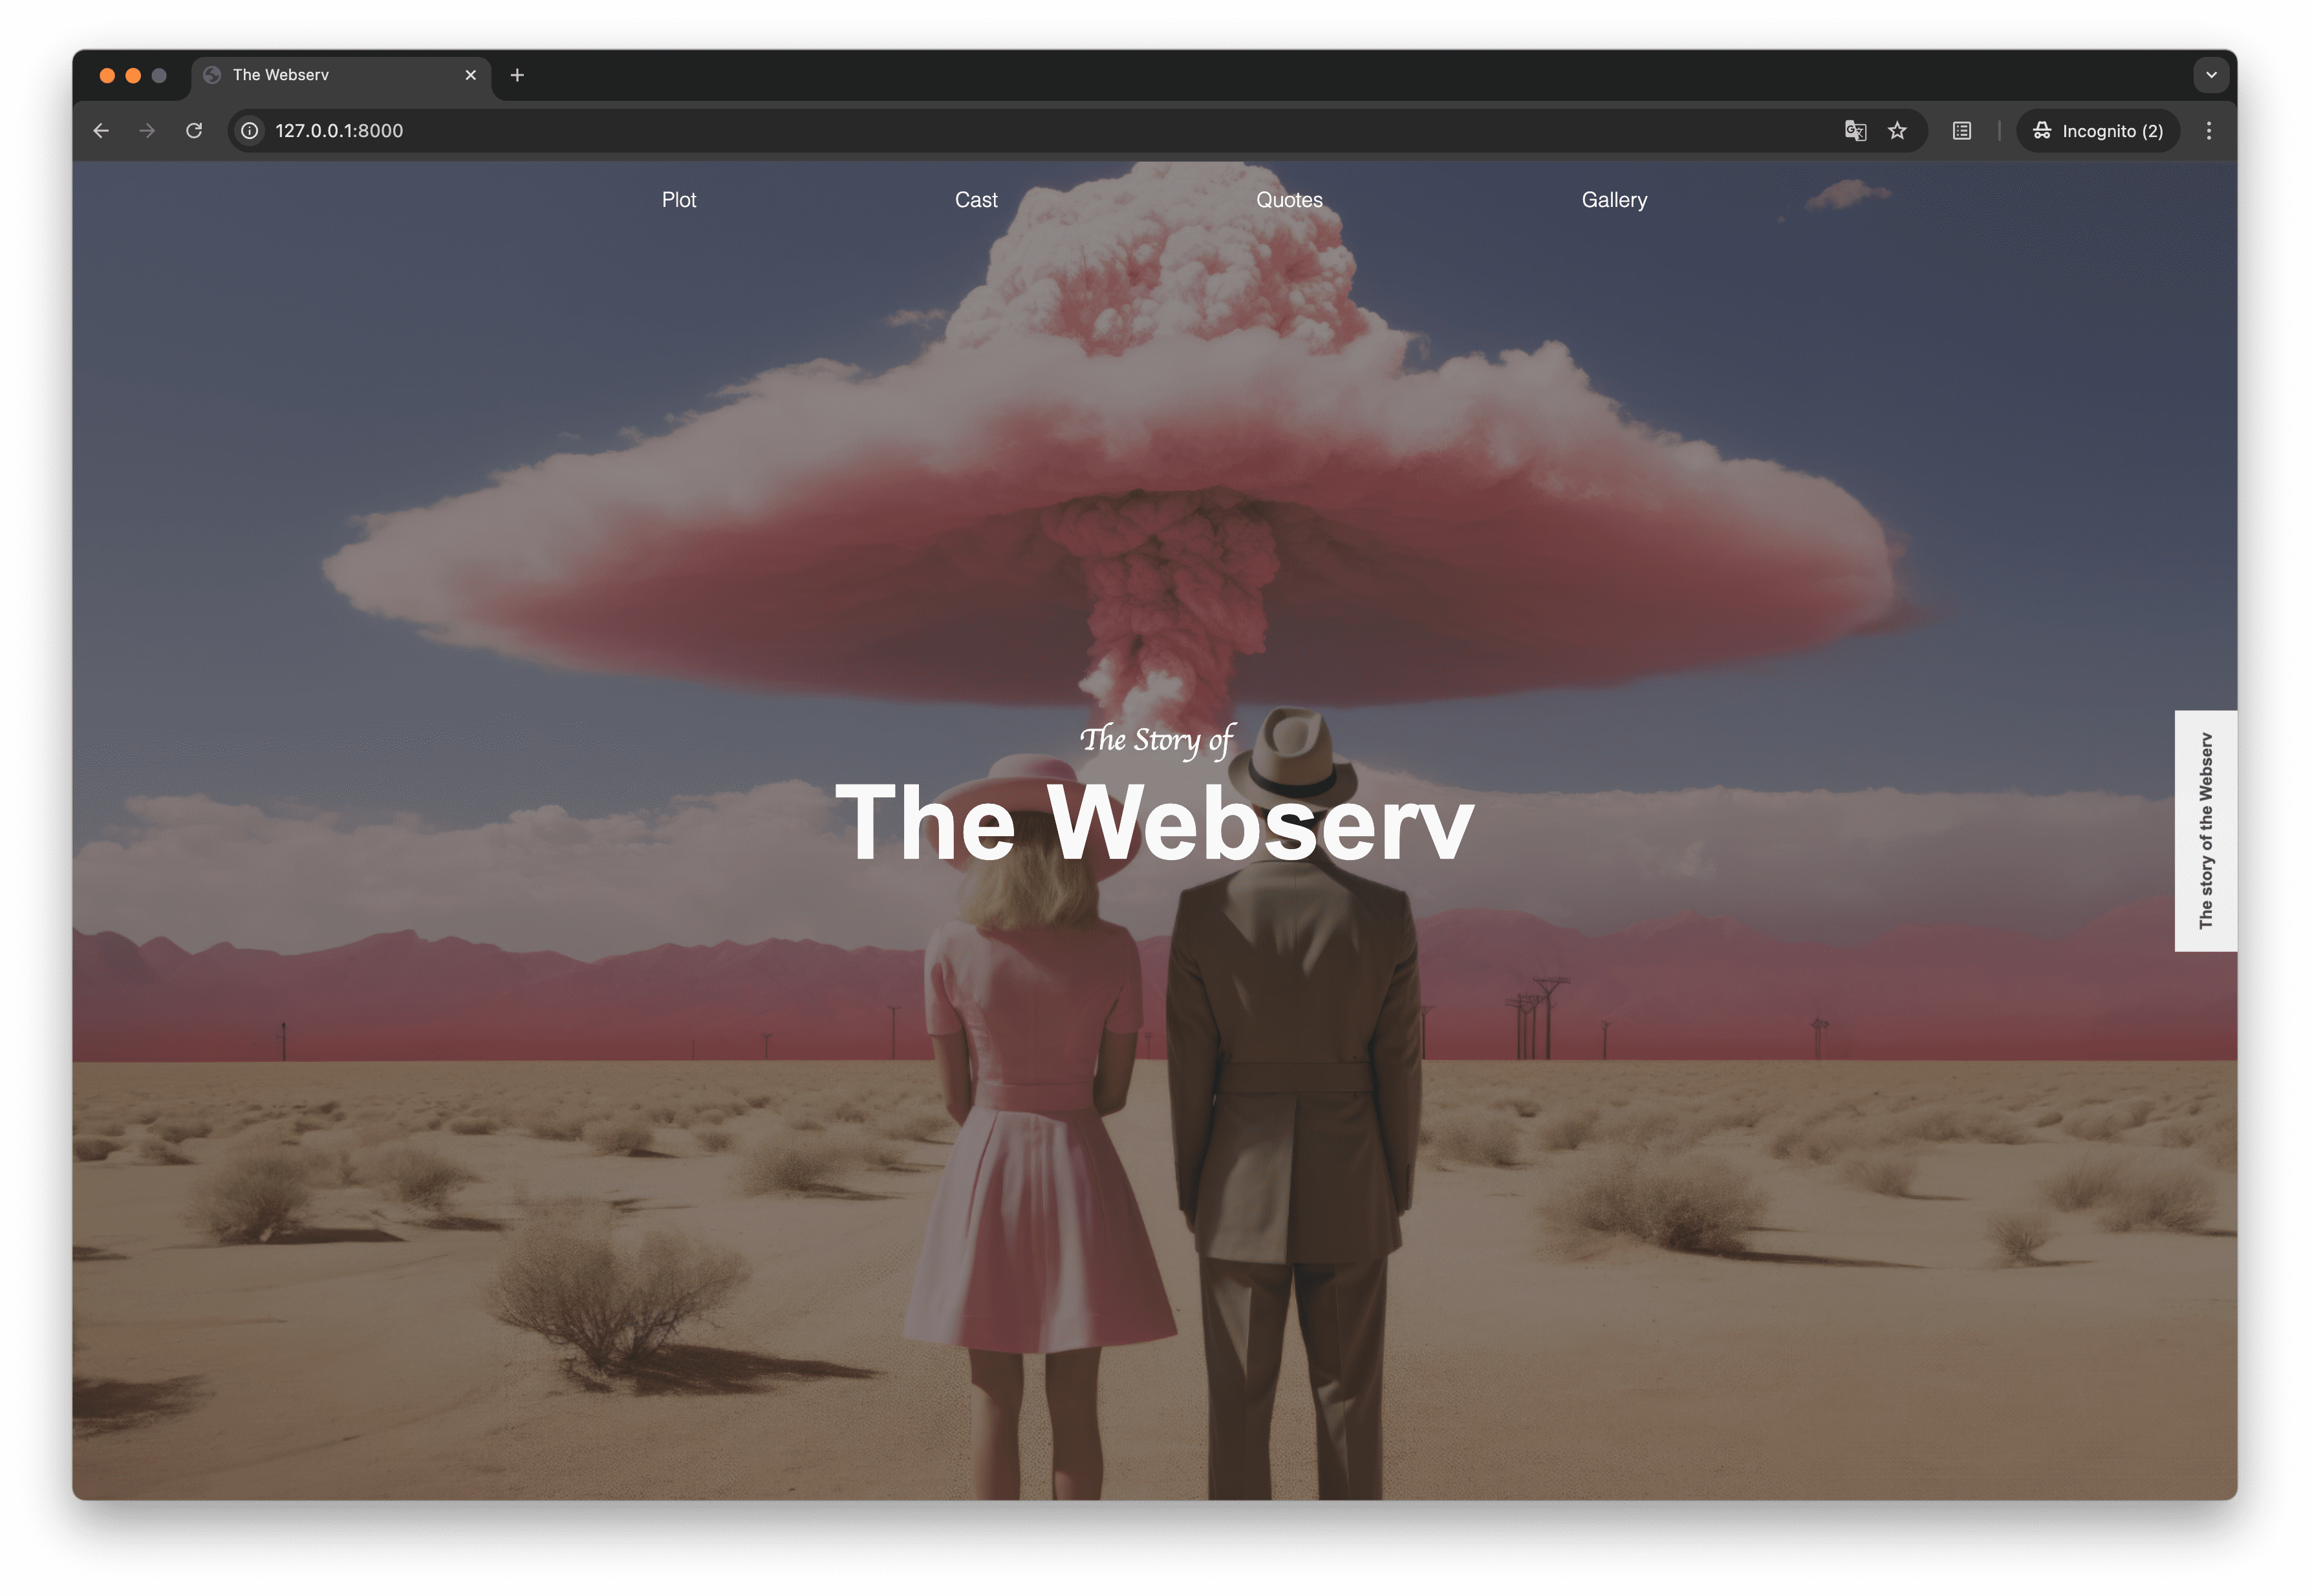 The Webserv
127.0.0.1:8000
Incognito (2)
Plot
Cast
Quotes
Gallery
The Story of
The Webserv
The story of the Webserv